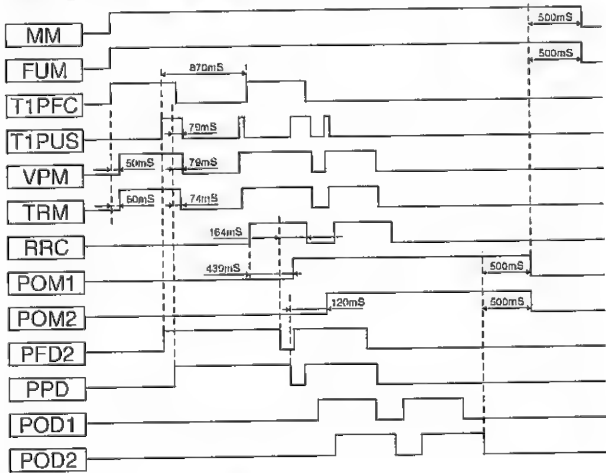 MM 500mS
FUM 500mS
870mS
T1PFC
T1PUS 79mS
VPM 50mS 79mS
TRM 50mS 74mS
RRC 164mS
POM1 439mS 500mS
POM2 120mS 500mS
PFD2
PPD
POD1
POD2